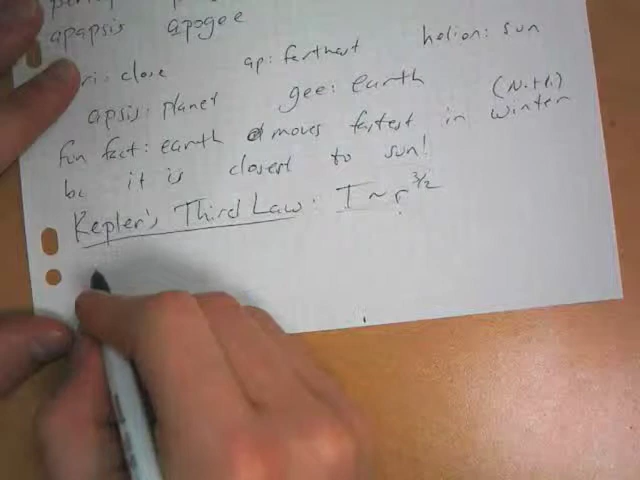 apapsis apogee
ri: close ap: farthest helion: sun
apsis: planet gee: earth
fun fact: earth moves fastest in winter (N.H.)
bc it is closest to sun!
Kepler's Third Law: T ~ r^3/2